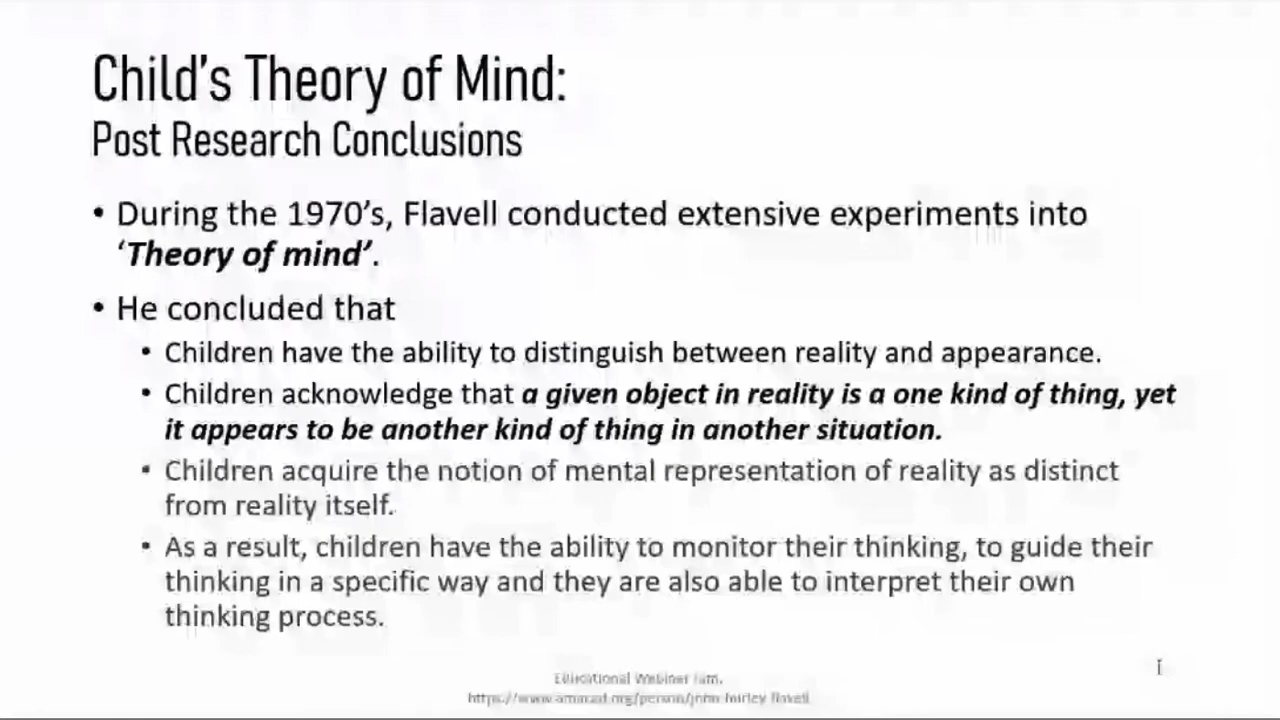 Child's Theory of Mind:
Post Research Conclusions
• During the 1970's, Flavell conducted extensive experiments into
'Theory of mind'.
• He concluded that
• Children have the ability to distinguish between reality and appearance.
• Children acknowledge that a given object in reality is a one kind of thing, yet
it appears to be another kind of thing in another situation.
• Children acquire the notion of mental representation of reality as distinct
from reality itself.
• As a result, children have the ability to monitor their thinking, to guide their
thinking in a specific way and they are also able to interpret their own
thinking process.
Educational Webinar